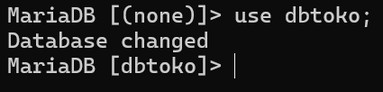 MariaDB [(none)]> use dbtoko;
Database changed
MariaDB [dbtoko]>